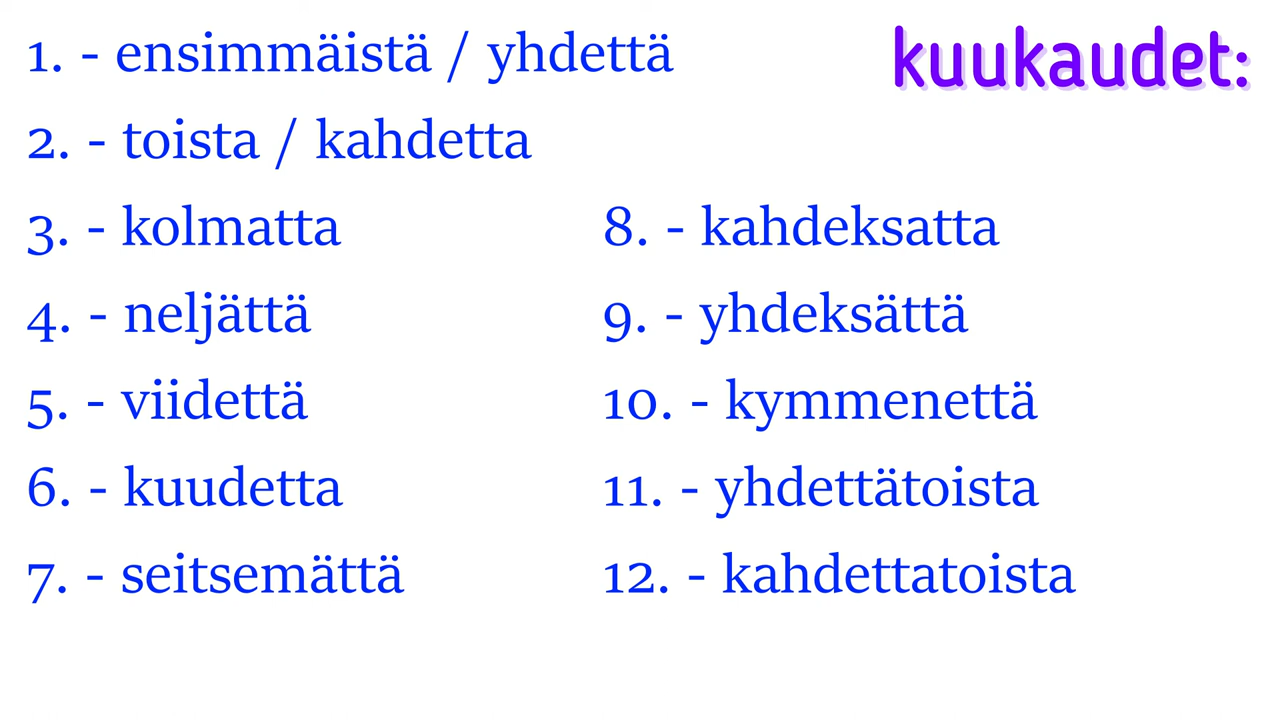 kuukaudet:
1. - ensimmäistä / yhdettä
2. - toista / kahdetta
3. - kolmatta
4. - neljättä
5. - viidettä
6. - kuudetta
7. - seitsemättä
8. - kahdeksatta
9. - yhdeksättä
10. - kymmenettä
11. - yhdettätoista
12. - kahdettatoista